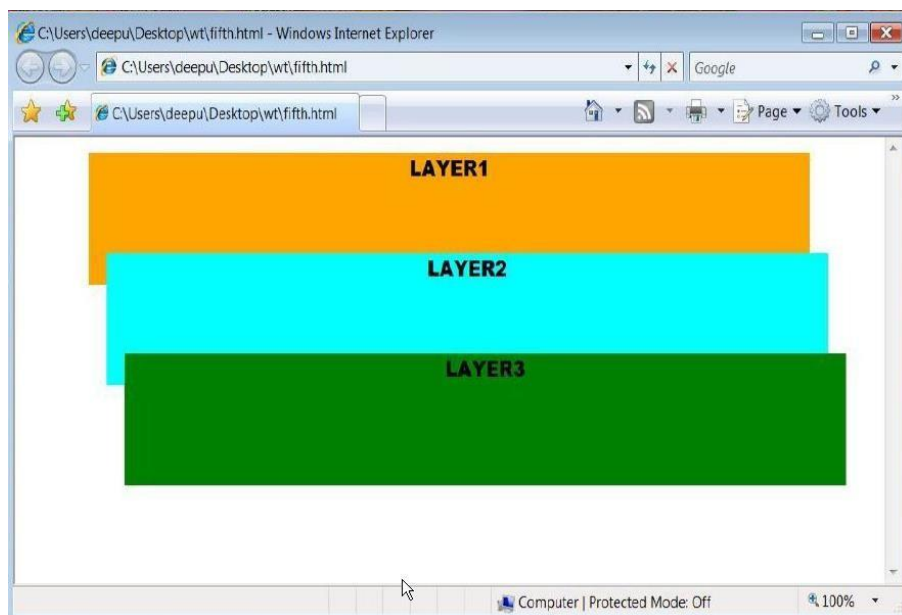 C:\Users\deepu\Desktop\wt\fifth.html - Windows Internet Explorer
C:\Users\deepu\Desktop\wt\fifth.html
Google
C:\Users\deepu\Desktop\wt\fifth.html
Page
Tools
LAYER1
LAYER2
LAYER3
Computer | Protected Mode: Off
100%